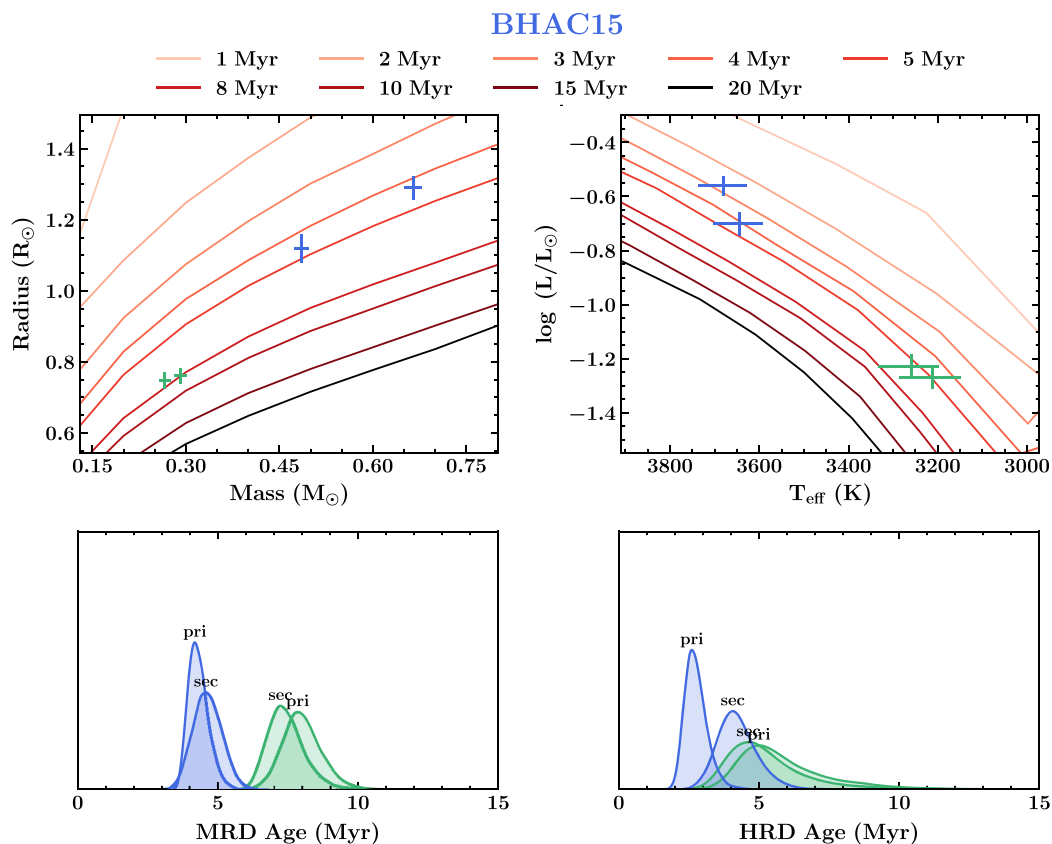 BHAC15
1 Myr 2 Myr 3 Myr 4 Myr 5 Myr
8 Myr 10 Myr 15 Myr 20 Myr
1.4
1.2
1.0
0.8
0.6
Radius (R☉)
0.15 0.30 0.45 0.60 0.75
Mass (M☉)
−0.4
−0.6
−0.8
−1.0
−1.2
−1.4
log (L/L☉)
3800 3600 3400 3200 3000
Teff (K)
pri
sec
sec
pri
0 5 10 15
MRD Age (Myr)
pri
sec
sec
pri
0 5 10 15
HRD Age (Myr)